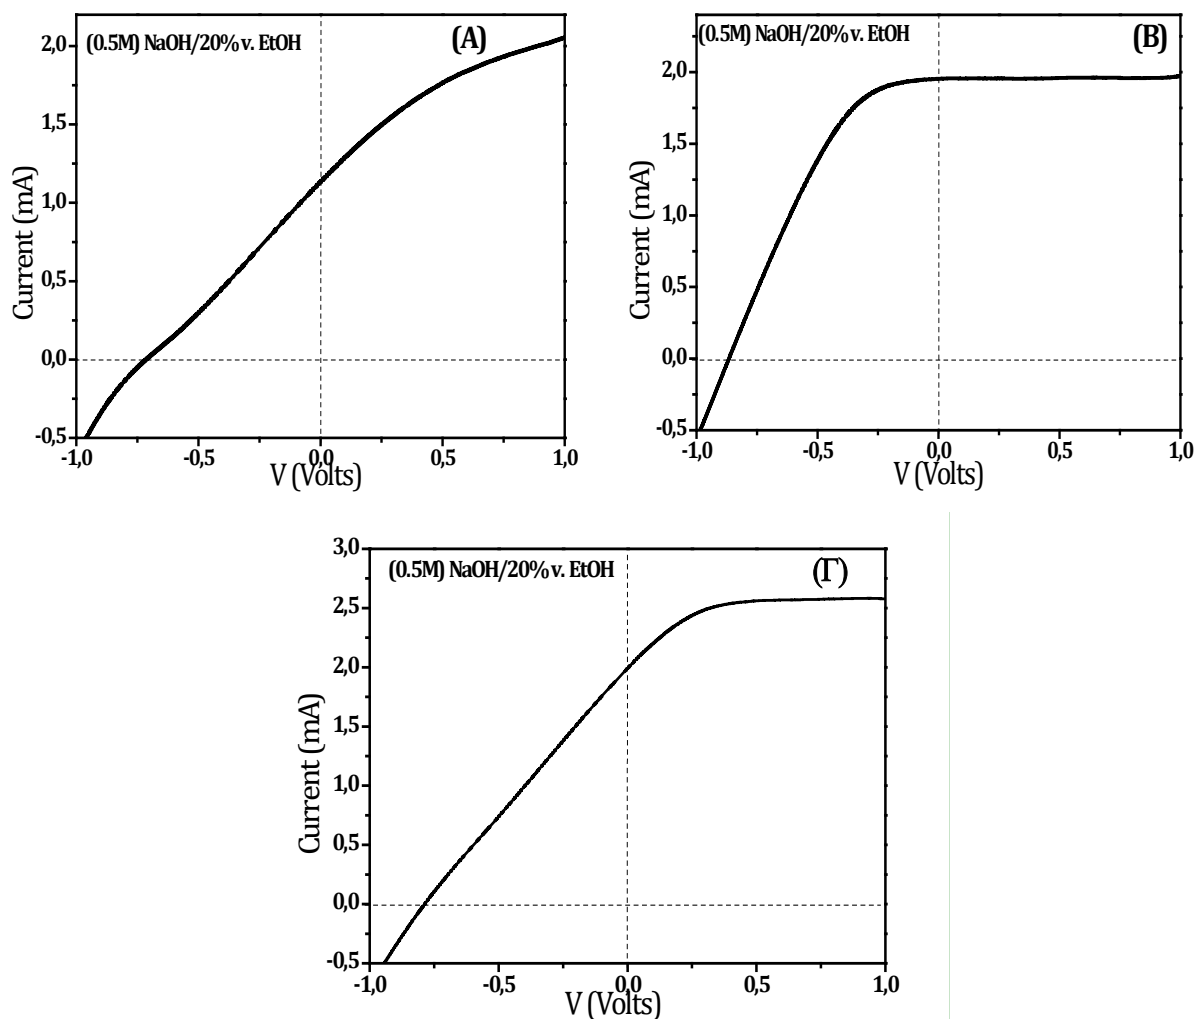 (0.5M) NaOH/20% v. EtOH
(A)
2,0
1,5
1,0
0,5
0,0
-0,5
-1,0
-0,5
0,0
0,5
1,0
Current (mA)
V (Volts)
(0.5M) NaOH/20% v. EtOH
(B)
2,0
1,5
1,0
0,5
0,0
-0,5
-1,0
-0,5
0,0
0,5
1,0
Current (mA)
V (Volts)
(0.5M) NaOH/20% v. EtOH
(Γ)
3,0
2,5
2,0
1,5
1,0
0,5
0,0
-0,5
-1,0
-0,5
0,0
0,5
1,0
Current (mA)
V (Volts)